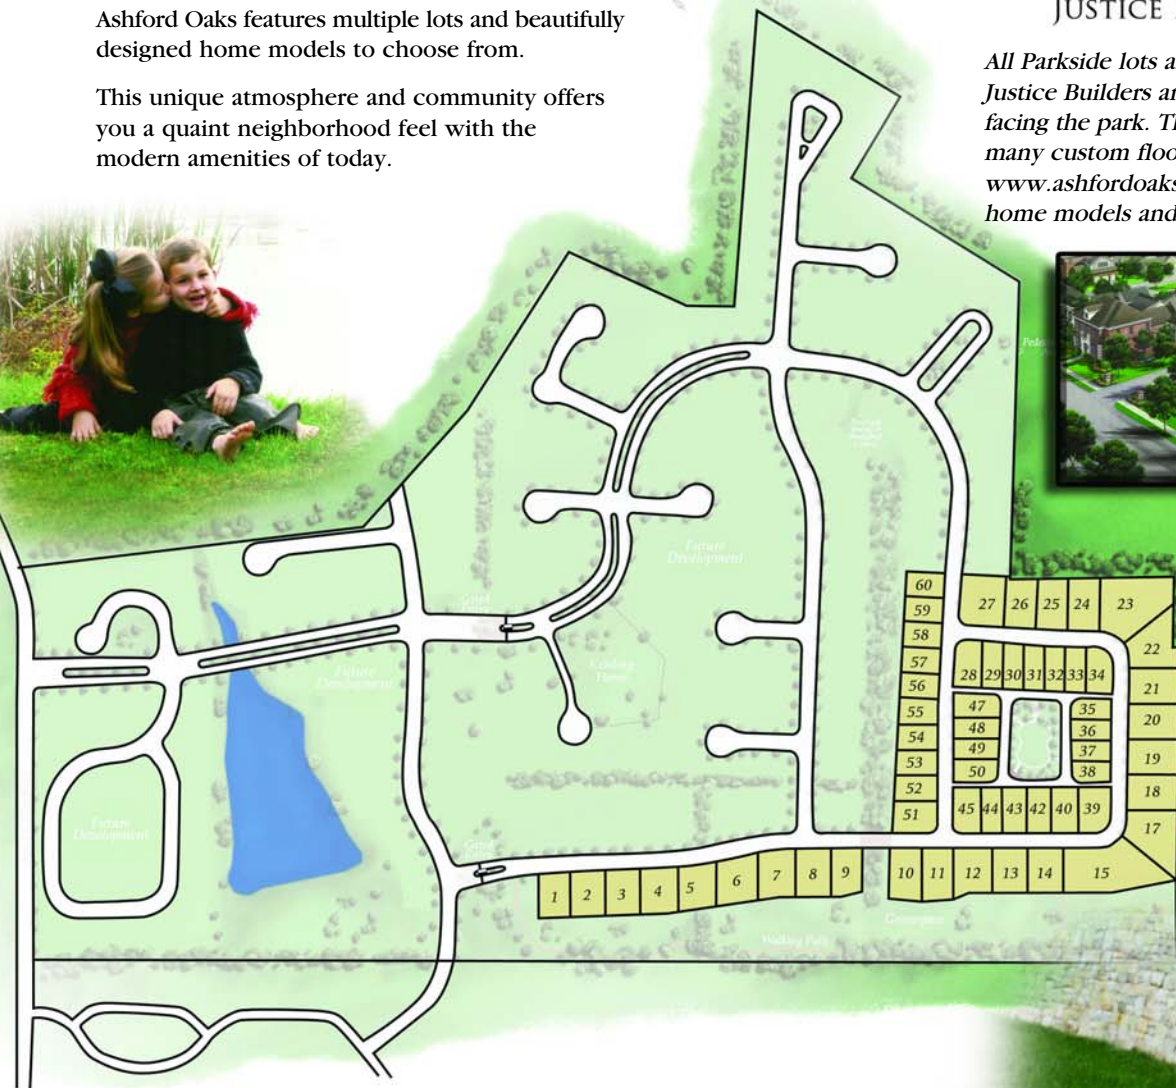 Ashford Oaks features multiple lots and beautifully
designed home models to choose from.
This unique atmosphere and community offers
you a quaint neighborhood feel with the
modern amenities of today.
JUSTICE
All Parkside lots a
Justice Builders ar
facing the park. Th
many custom floo
www.ashfordoaks
home models and
Future
Development
Existing
Home
Future
Development
Future
Development
Walking Path
60
59
58
57
56
55
54
53
52
51
27 26 25 24 23
22
21
20
19
18
17
28 29 30 31 32 33 34
47
48
49
50
35
36
37
38
45 44 43 42 40 39
1 2 3 4 5 6 7 8 9
10 11 12 13 14 15